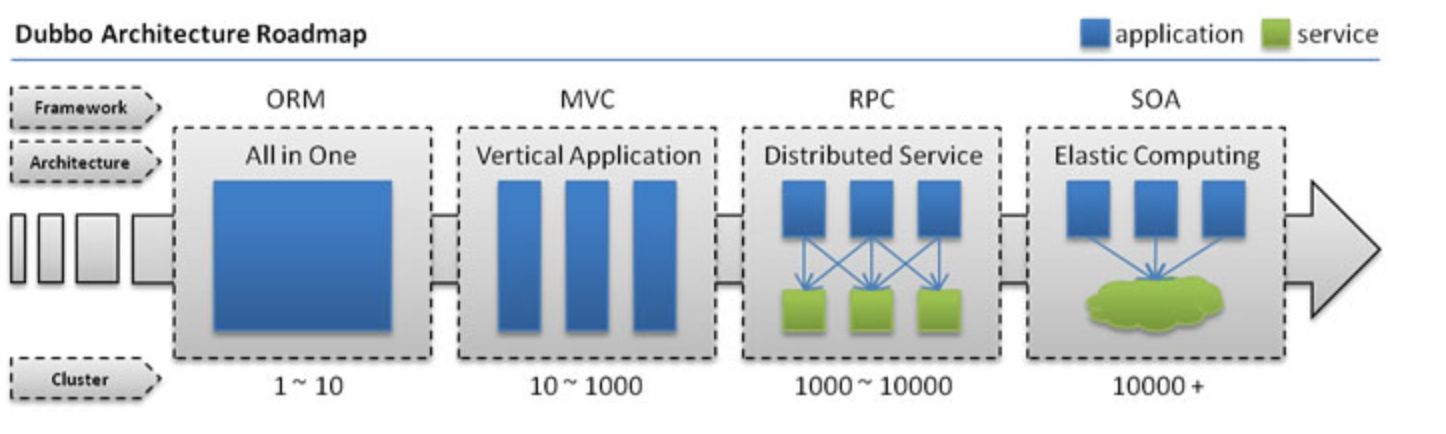 Dubbo Architecture Roadmap
application
service
Framework
ORM
MVC
RPC
SOA
Architecture
All in One
Vertical Application
Distributed Service
Elastic Computing
Cluster
1 ~ 10
10 ~ 1000
1000 ~ 10000
10000 +